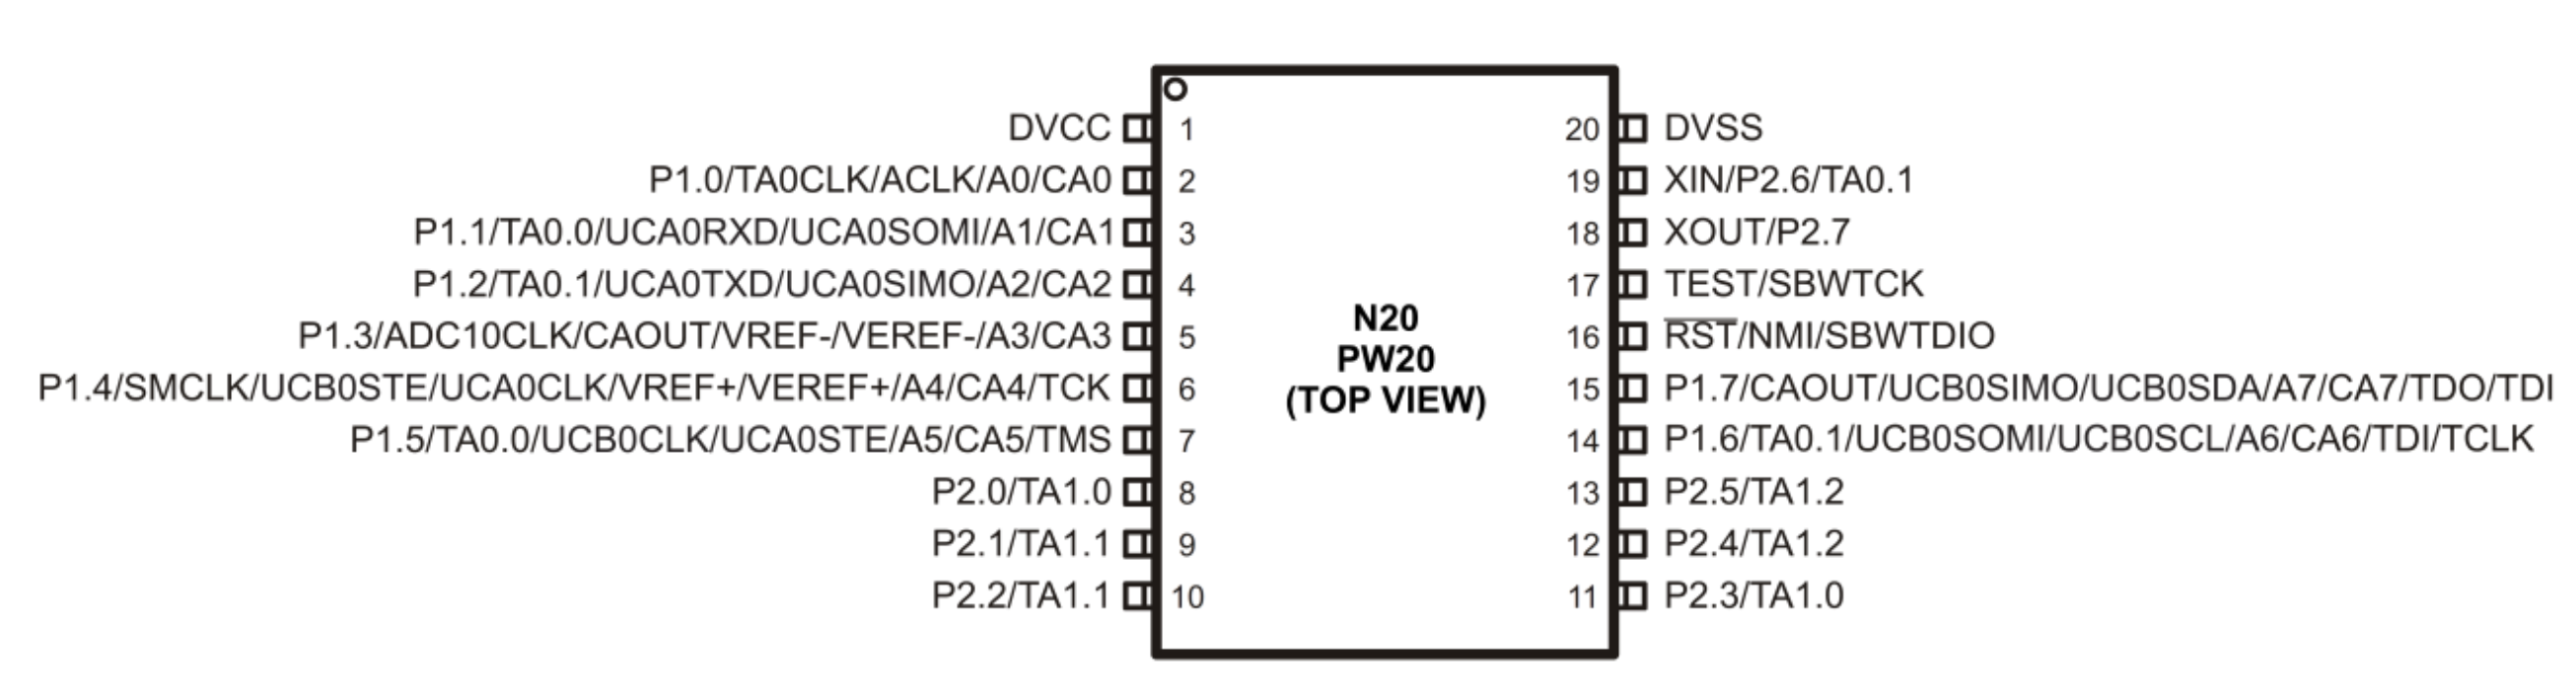 DVCC 1 20 DVSS
P1.0/TA0CLK/ACLK/A0/CA0 2 19 XIN/P2.6/TA0.1
P1.1/TA0.0/UCA0RXD/UCA0SOMI/A1/CA1 3 18 XOUT/P2.7
P1.2/TA0.1/UCA0TXD/UCA0SIMO/A2/CA2 4 17 TEST/SBWTCK
P1.3/ADC10CLK/CAOUT/VREF-/VEREF-/A3/CA3 5 16 RST/NMI/SBWTDIO
P1.4/SMCLK/UCB0STE/UCA0CLK/VREF+/VEREF+/A4/CA4/TCK 6 15 P1.7/CAOUT/UCB0SIMO/UCB0SDA/A7/CA7/TDO/TDI
P1.5/TA0.0/UCB0CLK/UCA0STE/A5/CA5/TMS 7 14 P1.6/TA0.1/UCB0SOMI/UCB0SCL/A6/CA6/TDI/TCLK
P2.0/TA1.0 8 13 P2.5/TA1.2
P2.1/TA1.1 9 12 P2.4/TA1.2
P2.2/TA1.1 10 11 P2.3/TA1.0
N20
PW20
(TOP VIEW)